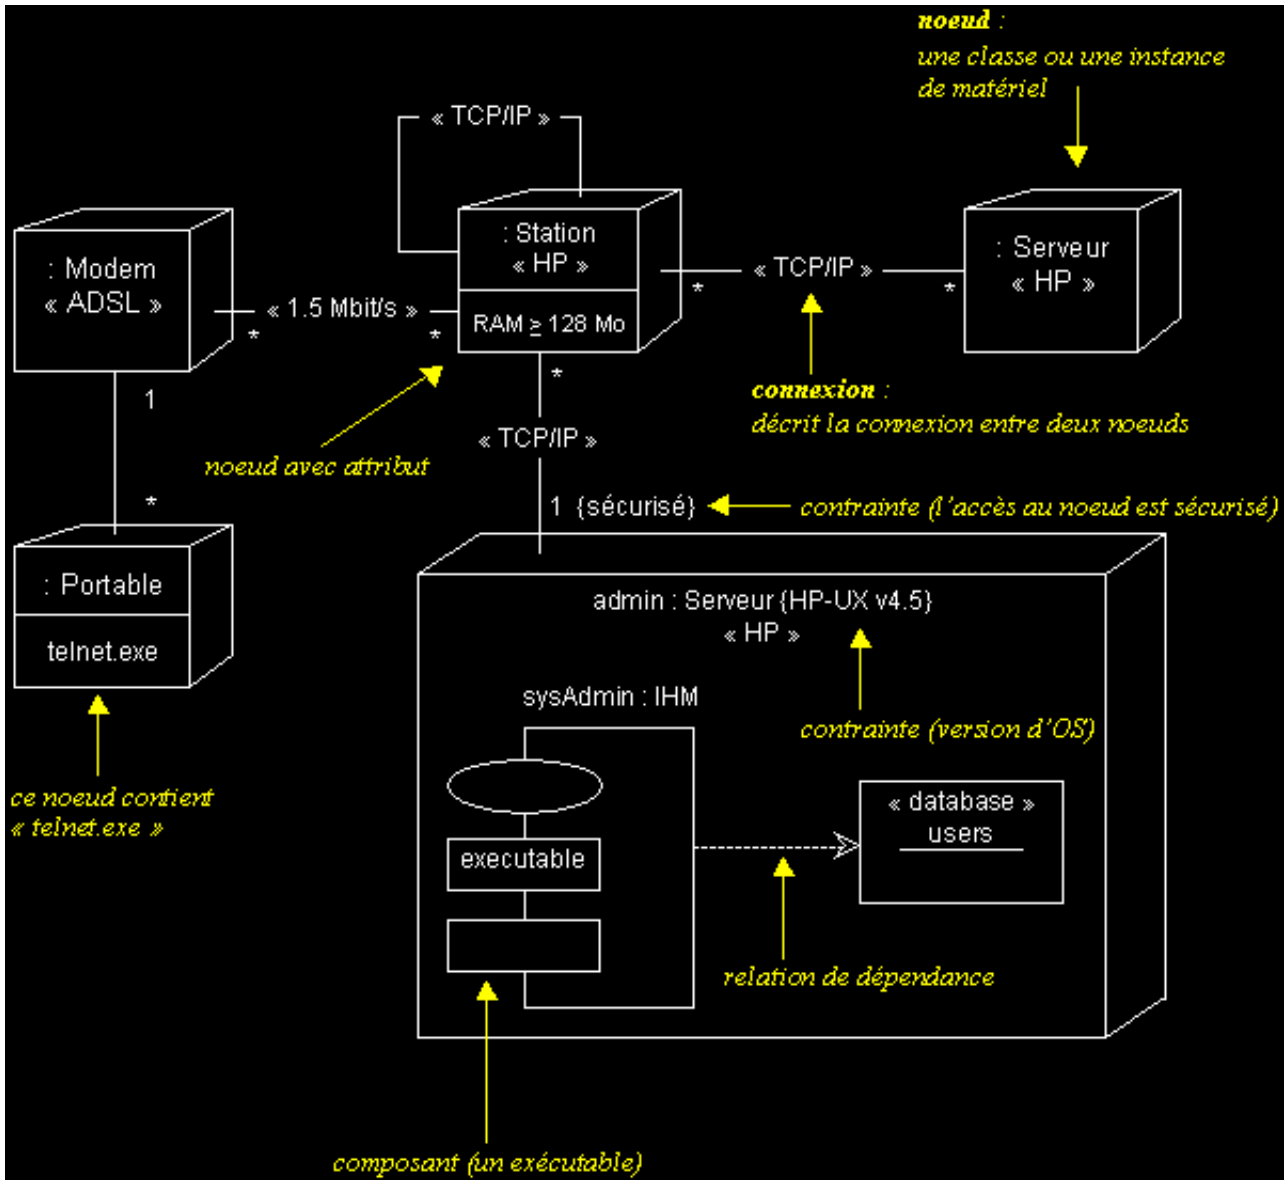 noeud :
une classe ou une instance
de matériel
« TCP/IP »
: Station
« HP »
RAM ≥ 128 Mo
: Serveur
« HP »
: Modem
« ADSL »
« 1.5 Mbit/s »
*
*
« TCP/IP »
*
*
connexion :
décrit la connexion entre deux noeuds
1
*
*
« TCP/IP »
noeud avec attribut
1 {sécurisé}
contrainte (l'accès au noeud est sécurisé)
: Portable
telnet.exe
ce noeud contient
« telnet.exe »
admin : Serveur {HP-UX v4.5}
« HP »
contrainte (version d'OS)
sysAdmin : IHM
executable
« database »
users
relation de dépendance
composant (un exécutable)